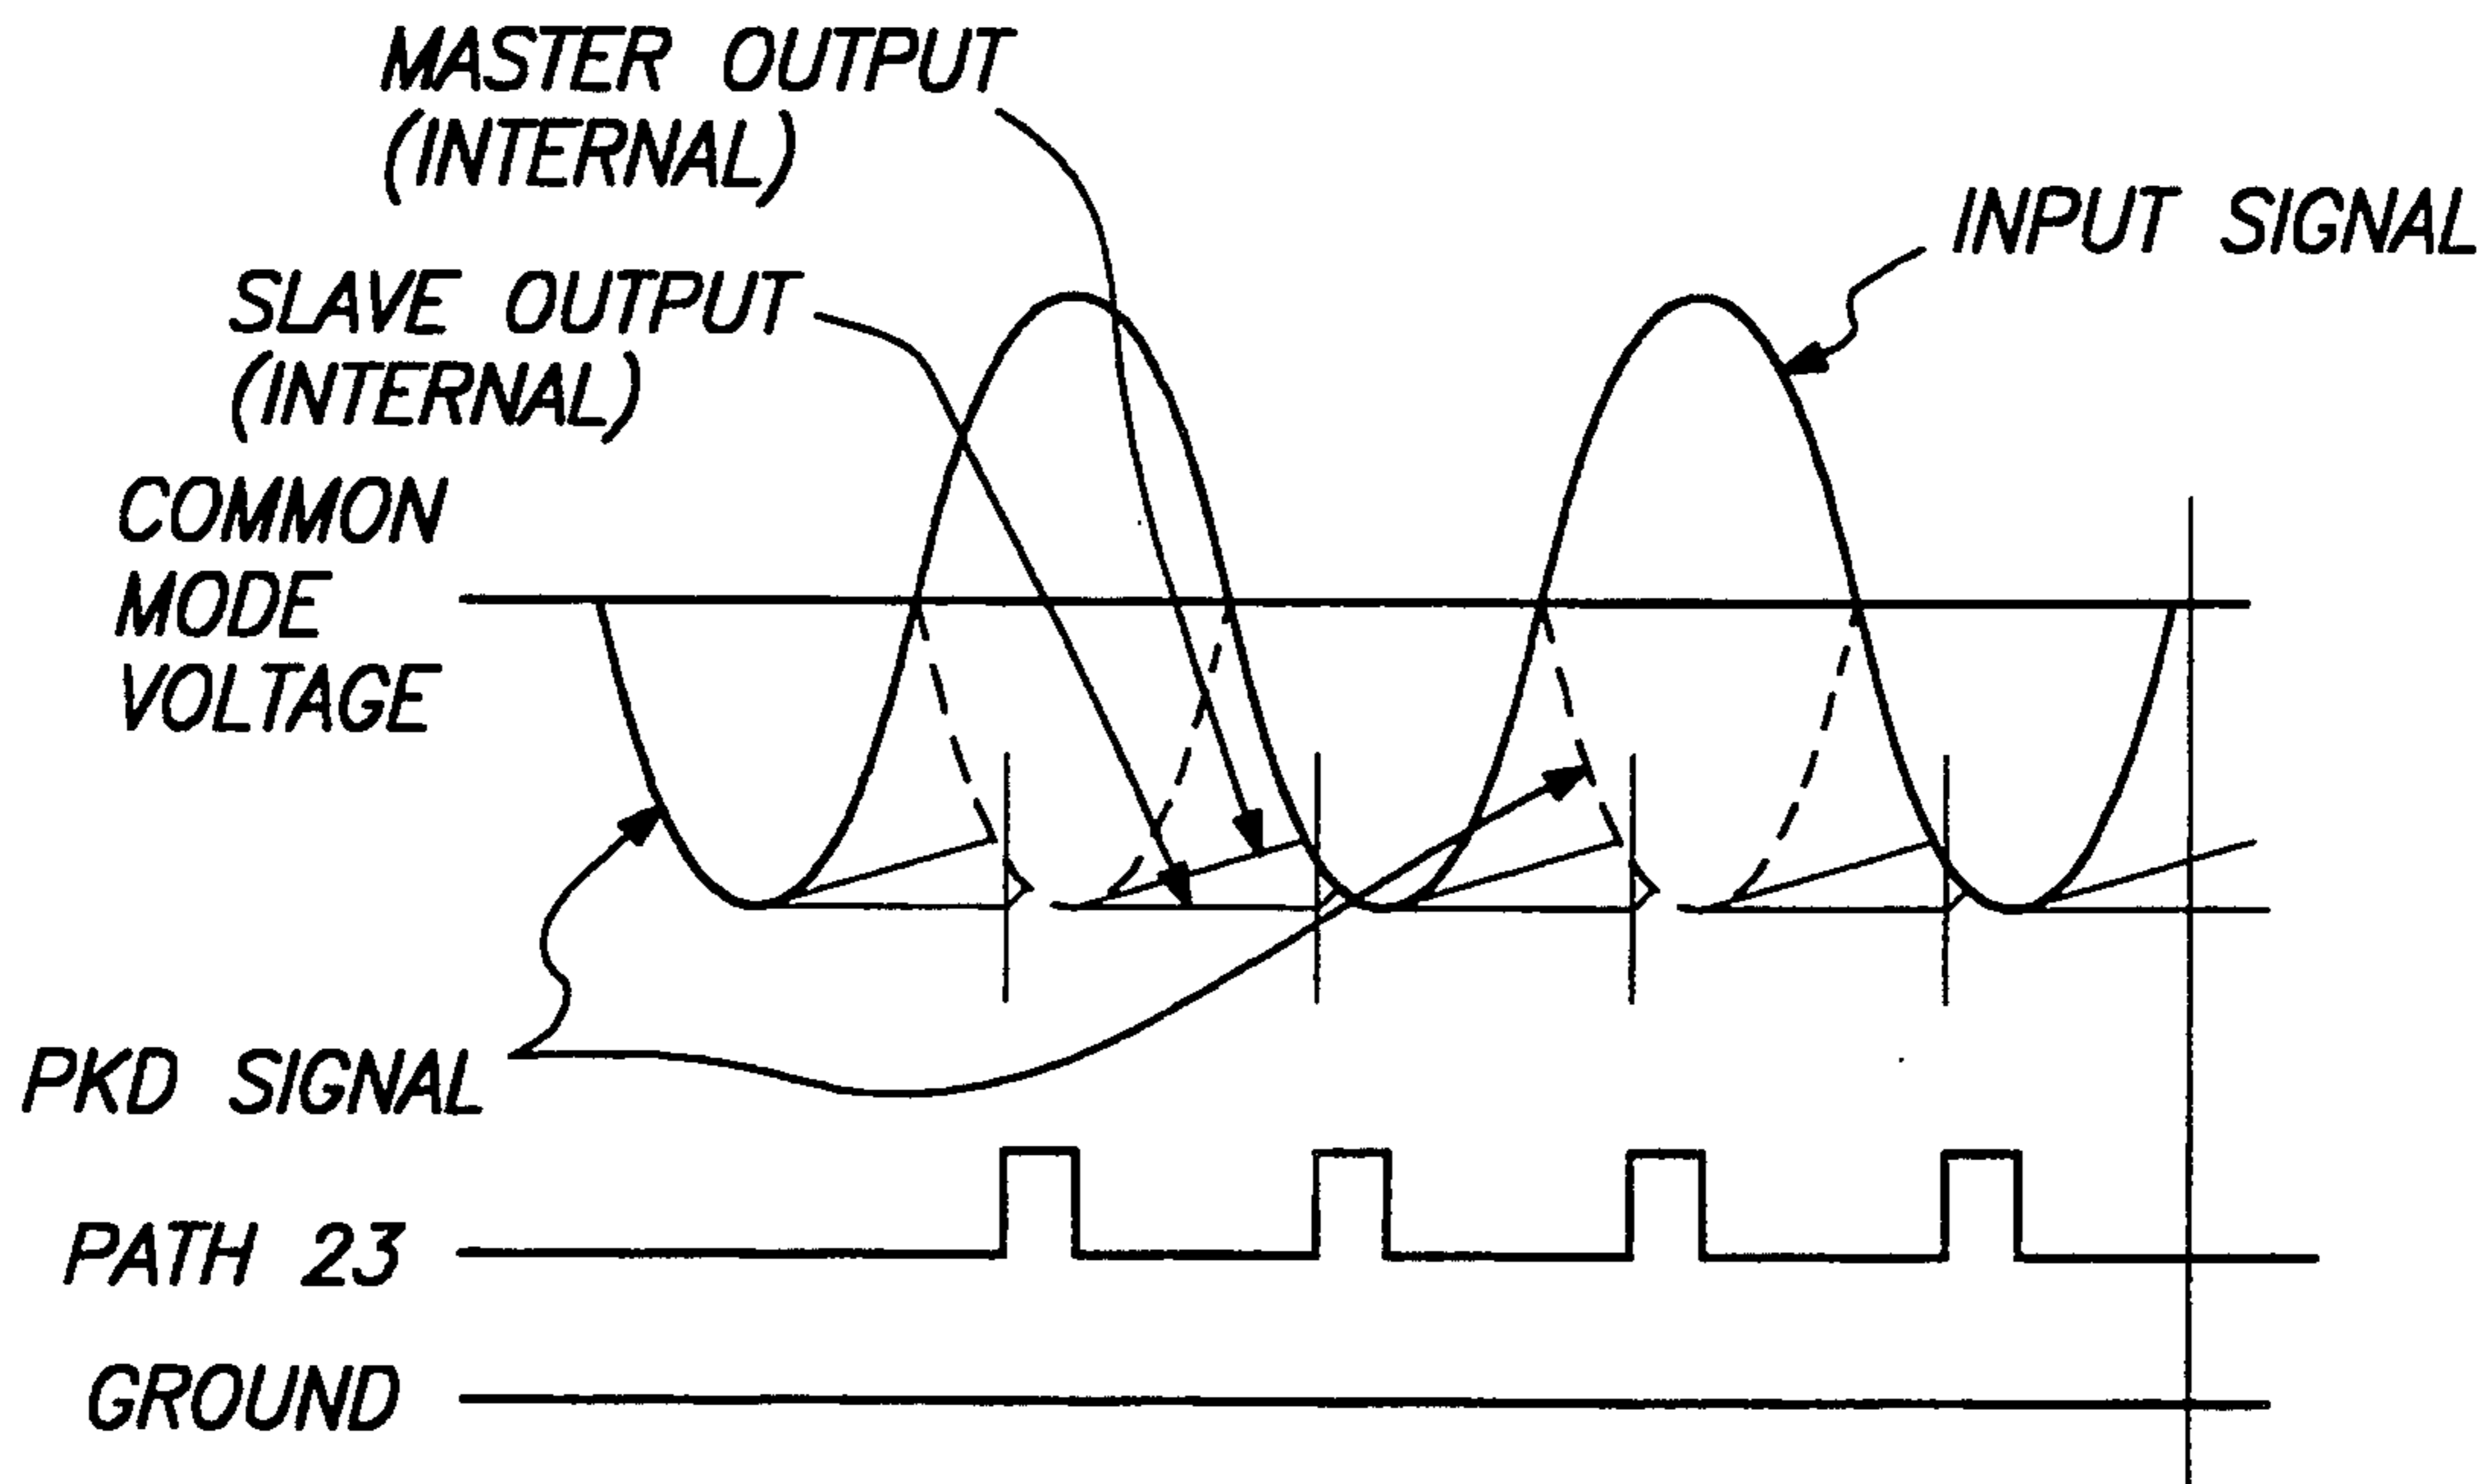 MASTER OUTPUT
(INTERNAL)
INPUT SIGNAL
SLAVE OUTPUT
(INTERNAL)
COMMON
MODE
VOLTAGE
PKD SIGNAL
PATH 23
GROUND